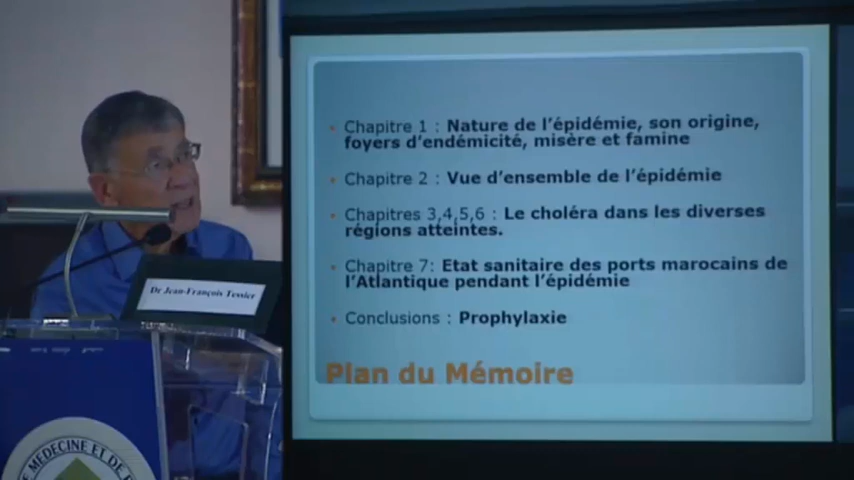 Chapitre 1 : Nature de l'épidémie, son origine,
foyers d'endémicité, misère et famine
Chapitre 2 : Vue d'ensemble de l'épidémie
Chapitres 3,4,5,6 : Le choléra dans les diverses
régions atteintes.
Chapitre 7: Etat sanitaire des ports marocains de
l'Atlantique pendant l'épidémie
Conclusions : Prophylaxie
Plan du Mémoire
Dr Jean-François Tessier
MÉDECINE ET DE